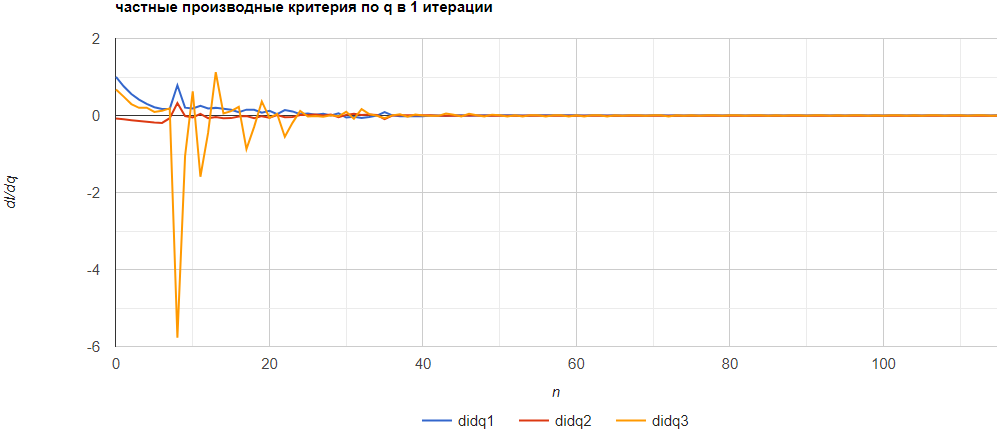 частные производные критерия по q в 1 итерации
2
0
-2
-4
-6
dI/dq
0 20 40 60 80 100
n
didq1 didq2 didq3